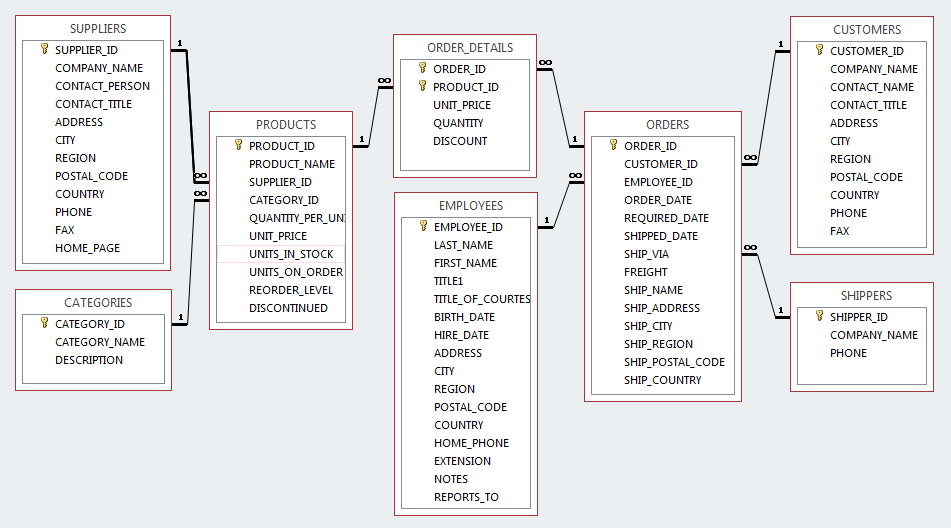 SUPPLIERS
SUPPLIER_ID
COMPANY_NAME
CONTACT_PERSON
CONTACT_TITLE
ADDRESS
CITY
REGION
POSTAL_CODE
COUNTRY
PHONE
FAX
HOME_PAGE
CATEGORIES
CATEGORY_ID
CATEGORY_NAME
DESCRIPTION
1
∞
∞
1
PRODUCTS
PRODUCT_ID
PRODUCT_NAME
SUPPLIER_ID
CATEGORY_ID
QUANTITY_PER_UNI
UNIT_PRICE
UNITS_IN_STOCK
UNITS_ON_ORDER
REORDER_LEVEL
DISCONTINUED
1
∞
ORDER_DETAILS
ORDER_ID
PRODUCT_ID
UNIT_PRICE
QUANTITY
DISCOUNT
∞
1
EMPLOYEES
EMPLOYEE_ID
LAST_NAME
FIRST_NAME
TITLE1
TITLE_OF_COURTES
BIRTH_DATE
HIRE_DATE
ADDRESS
CITY
REGION
POSTAL_CODE
COUNTRY
HOME_PHONE
EXTENSION
NOTES
REPORTS_TO
1
∞
ORDERS
ORDER_ID
CUSTOMER_ID
EMPLOYEE_ID
ORDER_DATE
REQUIRED_DATE
SHIPPED_DATE
SHIP_VIA
FREIGHT
SHIP_NAME
SHIP_ADDRESS
SHIP_CITY
SHIP_REGION
SHIP_POSTAL_CODE
SHIP_COUNTRY
1
∞
∞
1
CUSTOMERS
CUSTOMER_ID
COMPANY_NAME
CONTACT_NAME
CONTACT_TITLE
ADDRESS
CITY
REGION
POSTAL_CODE
COUNTRY
PHONE
FAX
SHIPPERS
SHIPPER_ID
COMPANY_NAME
PHONE